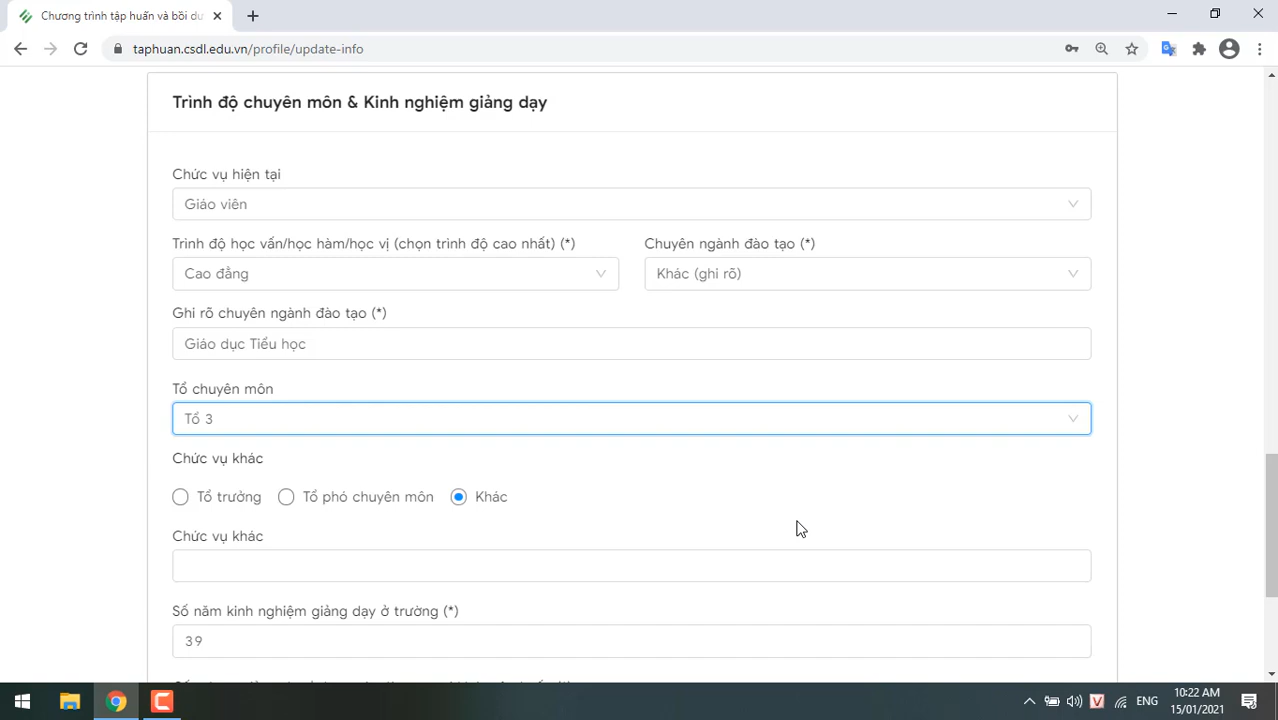 Chương trình tập huấn và bồi dư
taphuan.csdl.edu.vn/profile/update-info
Trình độ chuyên môn & Kinh nghiệm giảng dạy
Chức vụ hiện tại
Giáo viên
Trình độ học vấn/học hàm/học vị (chọn trình độ cao nhất) (*)
Chuyên ngành đào tạo (*)
Cao đẳng
Khác (ghi rõ)
Ghi rõ chuyên ngành đào tạo (*)
Giáo dục Tiểu học
Tổ chuyên môn
Tổ 3
Chức vụ khác
Tổ trưởng
Tổ phó chuyên môn
Khác
Chức vụ khác
Số năm kinh nghiệm giảng dạy ở trường (*)
39
V
ENG
10:22 AM
15/01/2021